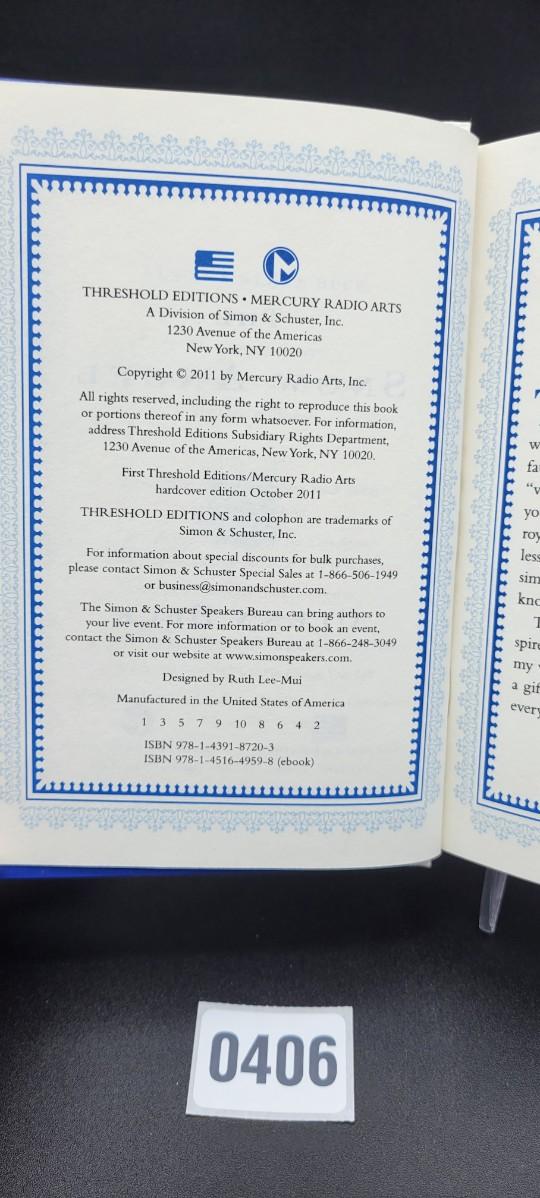 THRESHOLD EDITIONS • MERCURY RADIO ARTS
A Division of Simon & Schuster, Inc.
1230 Avenue of the Americas
New York, NY 10020
Copyright © 2011 by Mercury Radio Arts, Inc.
All rights reserved, including the right to reproduce this book
or portions thereof in any form whatsoever. For information,
address Threshold Editions Subsidiary Rights Department,
1230 Avenue of the Americas, New York, NY 10020.
First Threshold Editions/Mercury Radio Arts
hardcover edition October 2011
THRESHOLD EDITIONS and colophon are trademarks of
Simon & Schuster, Inc.
For information about special discounts for bulk purchases,
please contact Simon & Schuster Special Sales at 1-866-506-1949
or business@simonandschuster.com.
The Simon & Schuster Speakers Bureau can bring authors to
your live event. For more information or to book an event,
contact the Simon & Schuster Speakers Bureau at 1-866-248-3049
or visit our website at www.simonspeakers.com.
Designed by Ruth Lee-Mui
Manufactured in the United States of America
1 3 5 7 9 10 8 6 4 2
ISBN 978-1-4391-8720-3
ISBN 978-1-4516-4959-8 (ebook)
0406